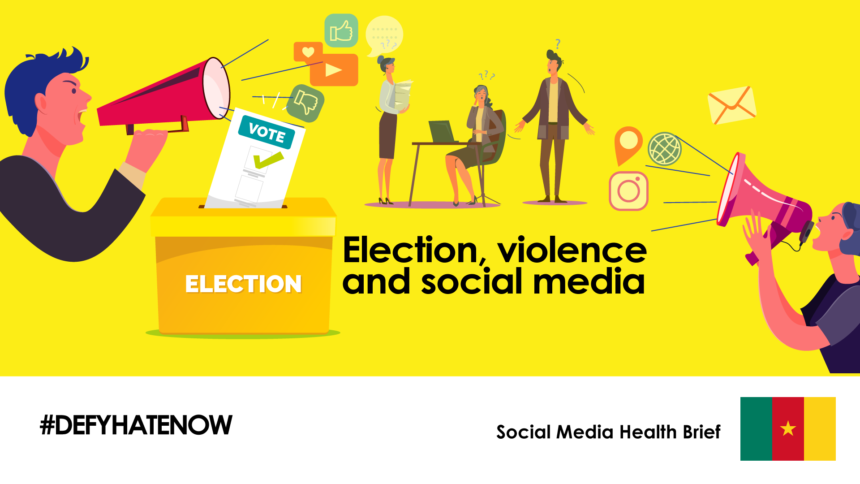 VOTE
ELECTION
Election, violence
and social media
#DEFYHATENOW
Social Media Health Brief